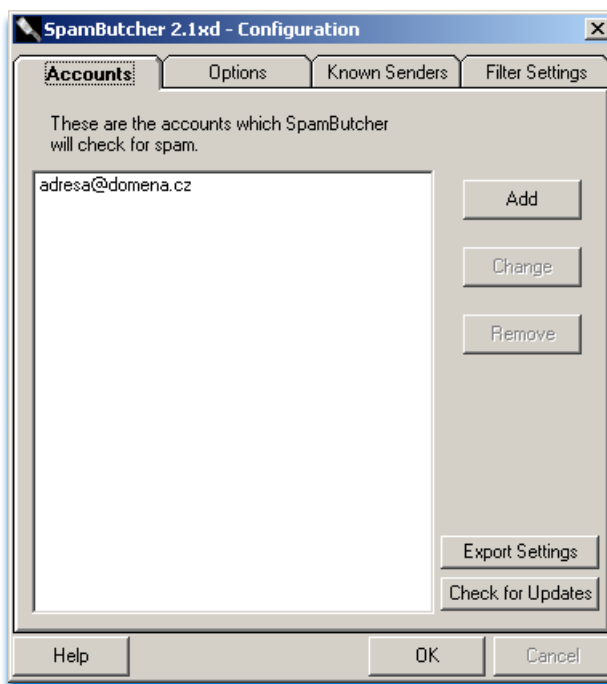 SpamButcher 2.1xd - Configuration
Accounts Options Known Senders Filter Settings
These are the accounts which SpamButcher
will check for spam.
adresa@domena.cz
Add
Change
Remove
Export Settings
Check for Updates
Help OK Cancel